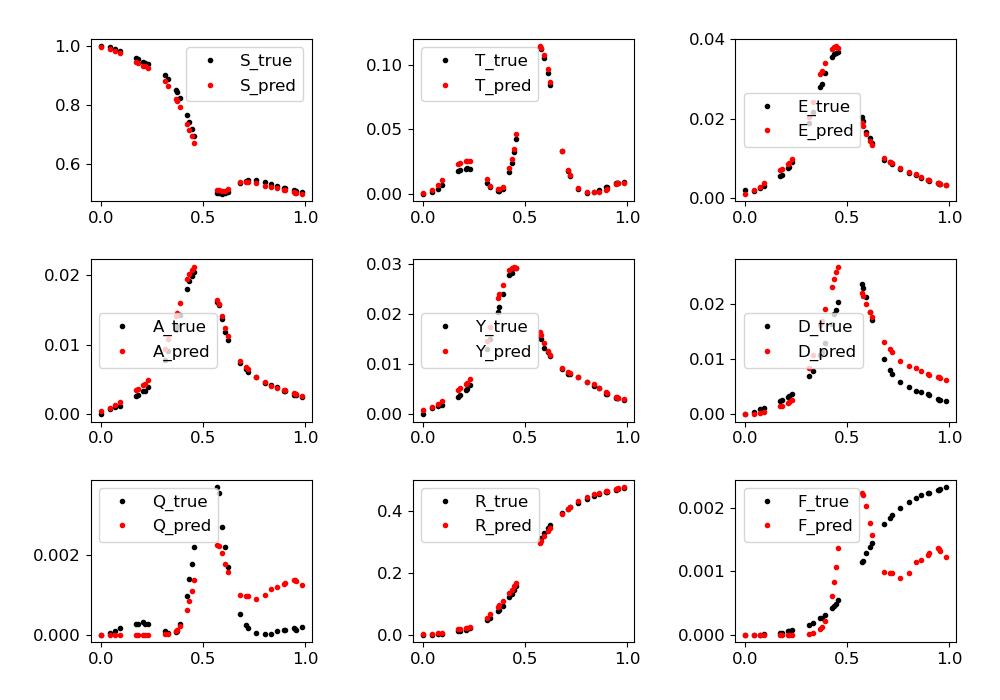 1.0
0.8
0.6
S_true
S_pred
0.0 0.5 1.0
0.10
0.05
0.00
T_true
T_pred
0.0 0.5 1.0
0.04
0.02
0.00
E_true
E_pred
0.0 0.5 1.0
0.02
0.01
0.00
A_true
A_pred
0.0 0.5 1.0
0.03
0.02
0.01
0.00
Y_true
Y_pred
0.0 0.5 1.0
0.02
0.01
0.00
D_true
D_pred
0.0 0.5 1.0
0.002
0.000
Q_true
Q_pred
0.0 0.5 1.0
0.4
0.2
0.0
R_true
R_pred
0.0 0.5 1.0
0.002
0.001
0.000
F_true
F_pred
0.0 0.5 1.0